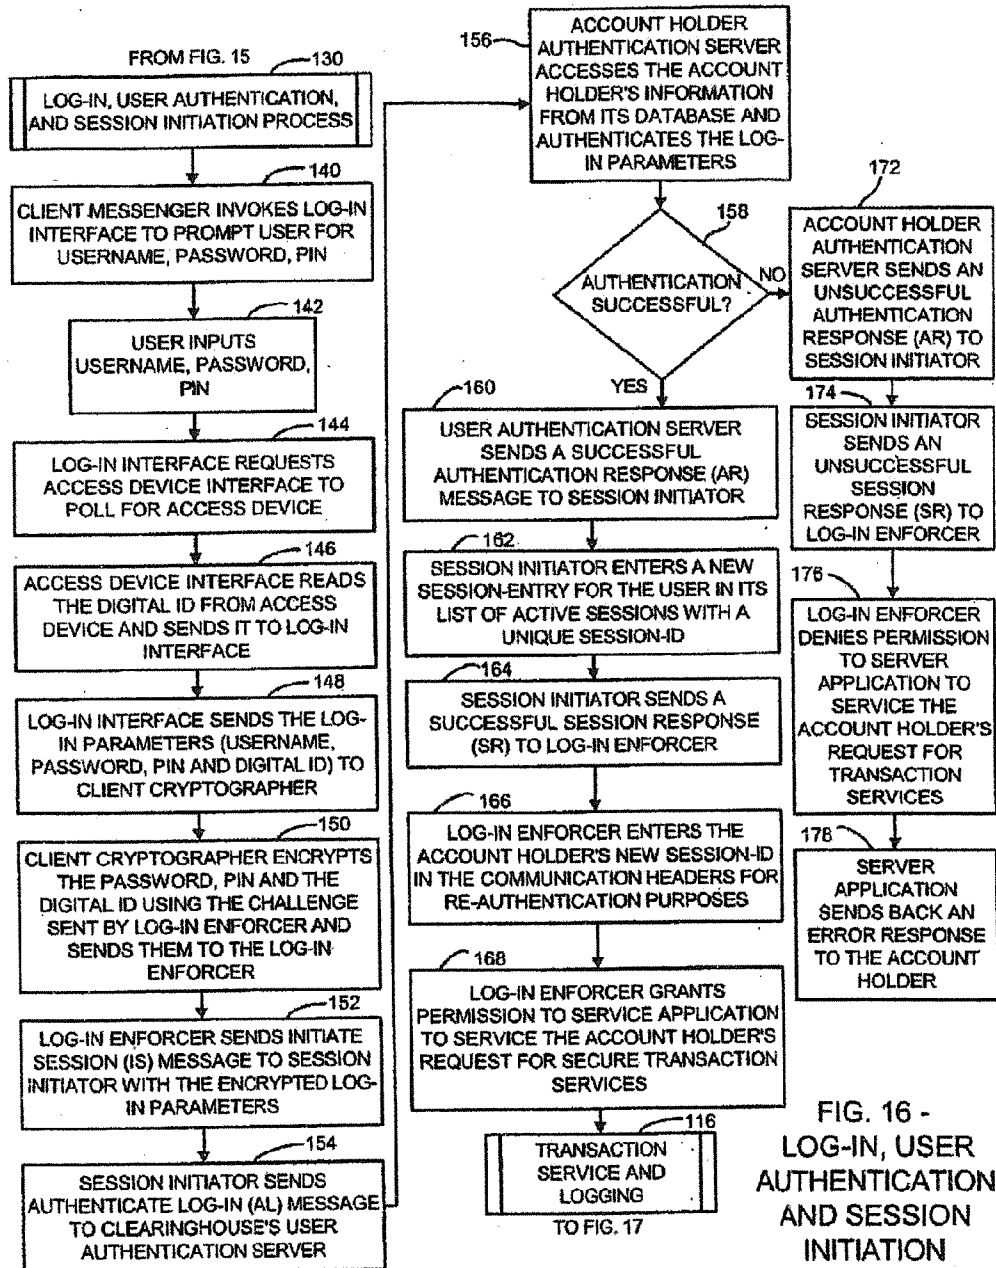 FROM FIG. 15
130
LOG-IN, USER AUTHENTICATION,
AND SESSION INITIATION PROCESS
140
CLIENT MESSENGER INVOKES LOG-IN
INTERFACE TO PROMPT USER FOR
USERNAME, PASSWORD, PIN
142
USER INPUTS
USERNAME, PASSWORD,
PIN
144
LOG-IN INTERFACE REQUESTS
ACCESS DEVICE INTERFACE TO
POLL FOR ACCESS DEVICE
146
ACCESS DEVICE INTERFACE READS
THE DIGITAL ID FROM ACCESS
DEVICE AND SENDS IT TO LOG-IN
INTERFACE
148
LOG-IN INTERFACE SENDS THE LOG-
IN PARAMETERS (USERNAME,
PASSWORD, PIN AND DIGITAL ID) TO
CLIENT CRYPTOGRAPHER
150
CLIENT CRYPTOGRAPHER ENCRYPTS
THE PASSWORD, PIN AND THE
DIGITAL ID USING THE CHALLENGE
SENT BY LOG-IN ENFORCER AND
SENDS THEM TO THE LOG-IN
ENFORCER
152
LOG-IN ENFORCER SENDS INITIATE
SESSION (IS) MESSAGE TO SESSION
INITIATOR WITH THE ENCRYPTED LOG-
IN PARAMETERS
154
SESSION INITIATOR SENDS
AUTHENTICATE LOG-IN (AL) MESSAGE
TO CLEARINGHOUSE'S USER
AUTHENTICATION SERVER
156
ACCOUNT HOLDER
AUTHENTICATION SERVER
ACCESSES THE ACCOUNT
HOLDER'S INFORMATION
FROM ITS DATABASE AND
AUTHENTICATES THE LOG-
IN PARAMETERS
158
AUTHENTICATION
SUCCESSFUL?
NO
YES
160
USER AUTHENTICATION SERVER
SENDS A SUCCESSFUL
AUTHENTICATION RESPONSE (AR)
MESSAGE TO SESSION INITIATOR
162
SESSION INITIATOR ENTERS A NEW
SESSION-ENTRY FOR THE USER IN ITS
LIST OF ACTIVE SESSIONS WITH A
UNIQUE SESSION-ID
164
SESSION INITIATOR SENDS A
SUCCESSFUL SESSION RESPONSE
(SR) TO LOG-IN ENFORCER
166
LOG-IN ENFORCER ENTERS THE
ACCOUNT HOLDER'S NEW SESSION-ID
IN THE COMMUNICATION HEADERS FOR
RE-AUTHENTICATION PURPOSES
168
LOG-IN ENFORCER GRANTS
PERMISSION TO SERVICE APPLICATION
TO SERVICE THE ACCOUNT HOLDER'S
REQUEST FOR SECURE TRANSACTION
SERVICES
116
TRANSACTION
SERVICE AND
LOGGING
TO FIG. 17
172
ACCOUNT HOLDER
AUTHENTICATION
SERVER SENDS AN
UNSUCCESSFUL
AUTHENTICATION
RESPONSE (AR) TO
SESSION INITIATOR
174
SESSION INITIATOR
SENDS AN
UNSUCCESSFUL
SESSION
RESPONSE (SR) TO
LOG-IN ENFORCER
176
LOG-IN ENFORCER
DENIES PERMISSION
TO SERVER
APPLICATION TO
SERVICE THE
ACCOUNT HOLDER'S
REQUEST FOR
TRANSACTION
SERVICES
178
SERVER
APPLICATION
SENDS BACK AN
ERROR RESPONSE
TO THE ACCOUNT
HOLDER
FIG. 16 -
LOG-IN, USER
AUTHENTICATION
AND SESSION
INITIATION